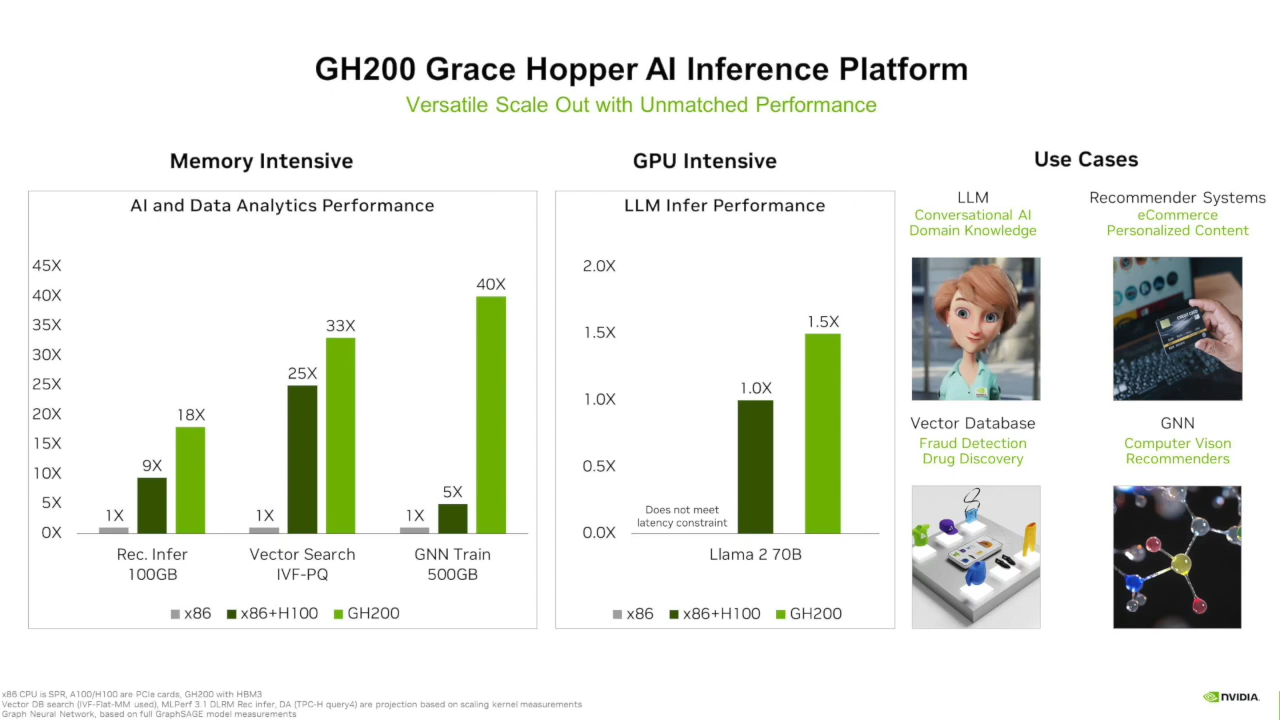 GH200 Grace Hopper AI Inference Platform
Versatile Scale Out with Unmatched Performance
Memory Intensive
AI and Data Analytics Performance
45X
40X
35X
30X
25X
20X
15X
10X
5X
0X
1X
9X
18X
1X
25X
33X
1X
5X
40X
Rec. Infer
100GB
Vector Search
IVF-PQ
GNN Train
500GB
x86 x86+H100 GH200
GPU Intensive
LLM Infer Performance
2.0X
1.5X
1.0X
0.5X
0.0X
Does not meet
latency constraint
1.0X
1.5X
Llama 2 70B
x86 x86+H100 GH200
Use Cases
LLM
Conversational AI
Domain Knowledge
Recommender Systems
eCommerce
Personalized Content
CREDIT CARD
Vector Database
Fraud Detection
Drug Discovery
GNN
Computer Vison
Recommenders
x86 CPU is SPR, A100/H100 are PCIe cards, GH200 with HBM3
Vector DB search (IVF-Flat-MM used), MLPerf 3.1 DLRM Rec infer, DA (TPC-H query4) are projection based on scaling kernel measurements
Graph Neural Network, based on full GraphSAGE model measurements
NVIDIA.